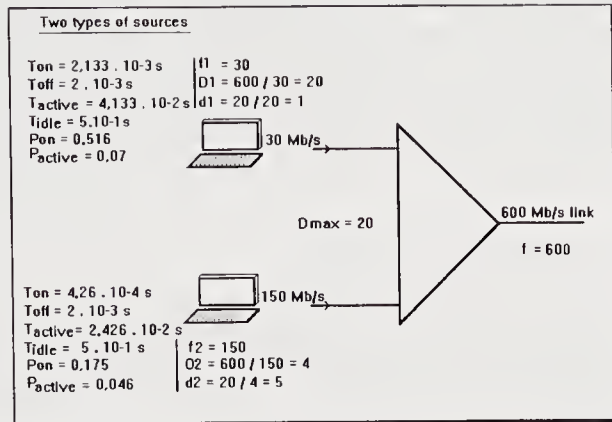 Two types of sources
Ton = 2,133 . 10-3 s
Toff = 2 , 10-3 s
Tactive = 4,133 . 10-2 s
Tidle = 5.10-1 s
Pon = 0,516
Pactive = 0,07
f1 = 30
D1 = 600 / 30 = 20
d1 = 20 / 20 = 1
30 Mb/s
Dmax = 20
600 Mb/s link
f = 600
150 Mb/s
Ton = 4,26 . 10-4 s
Toff = 2 . 10-3 s
Tactive = 2,426 . 10-2 s
Tidle = 5 . 10-1 s
Pon = 0,175
Pactive = 0,046
f2 = 150
O2 = 600 / 150 = 4
d2 = 20 / 4 = 5